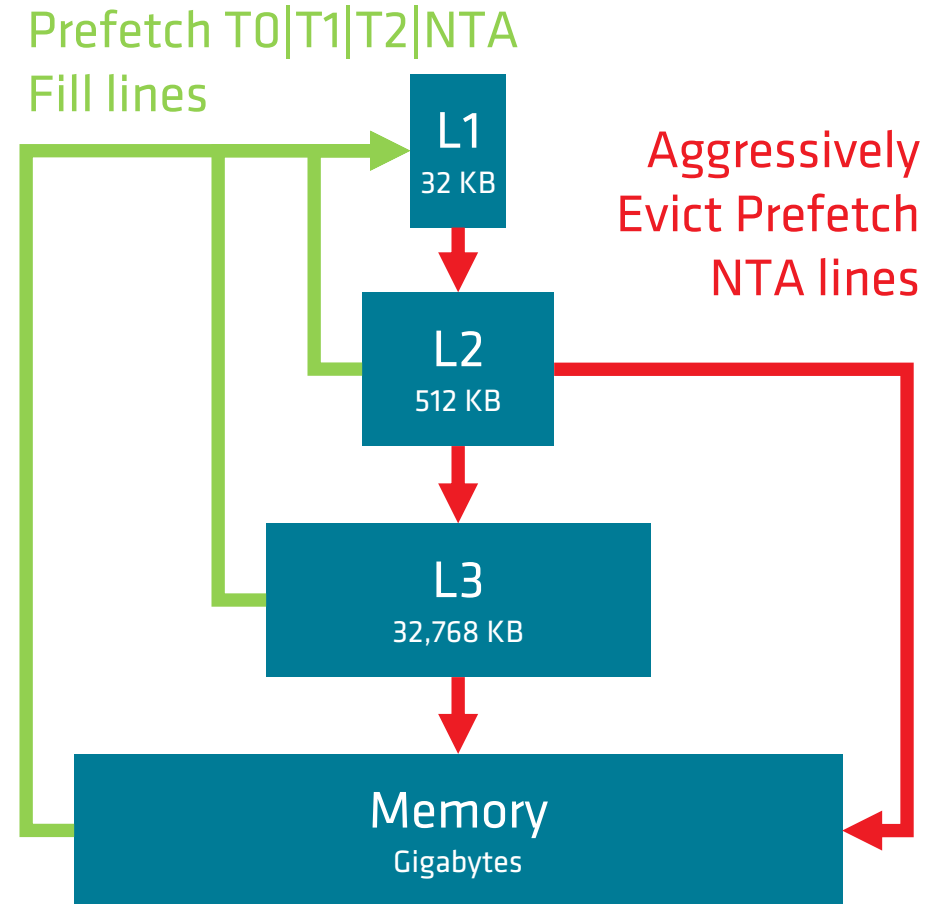 Prefetch T0|T1|T2|NTA
Fill lines
L1
32 KB
Aggressively
Evict Prefetch
NTA lines
L2
512 KB
L3
32,768 KB
Memory
Gigabytes